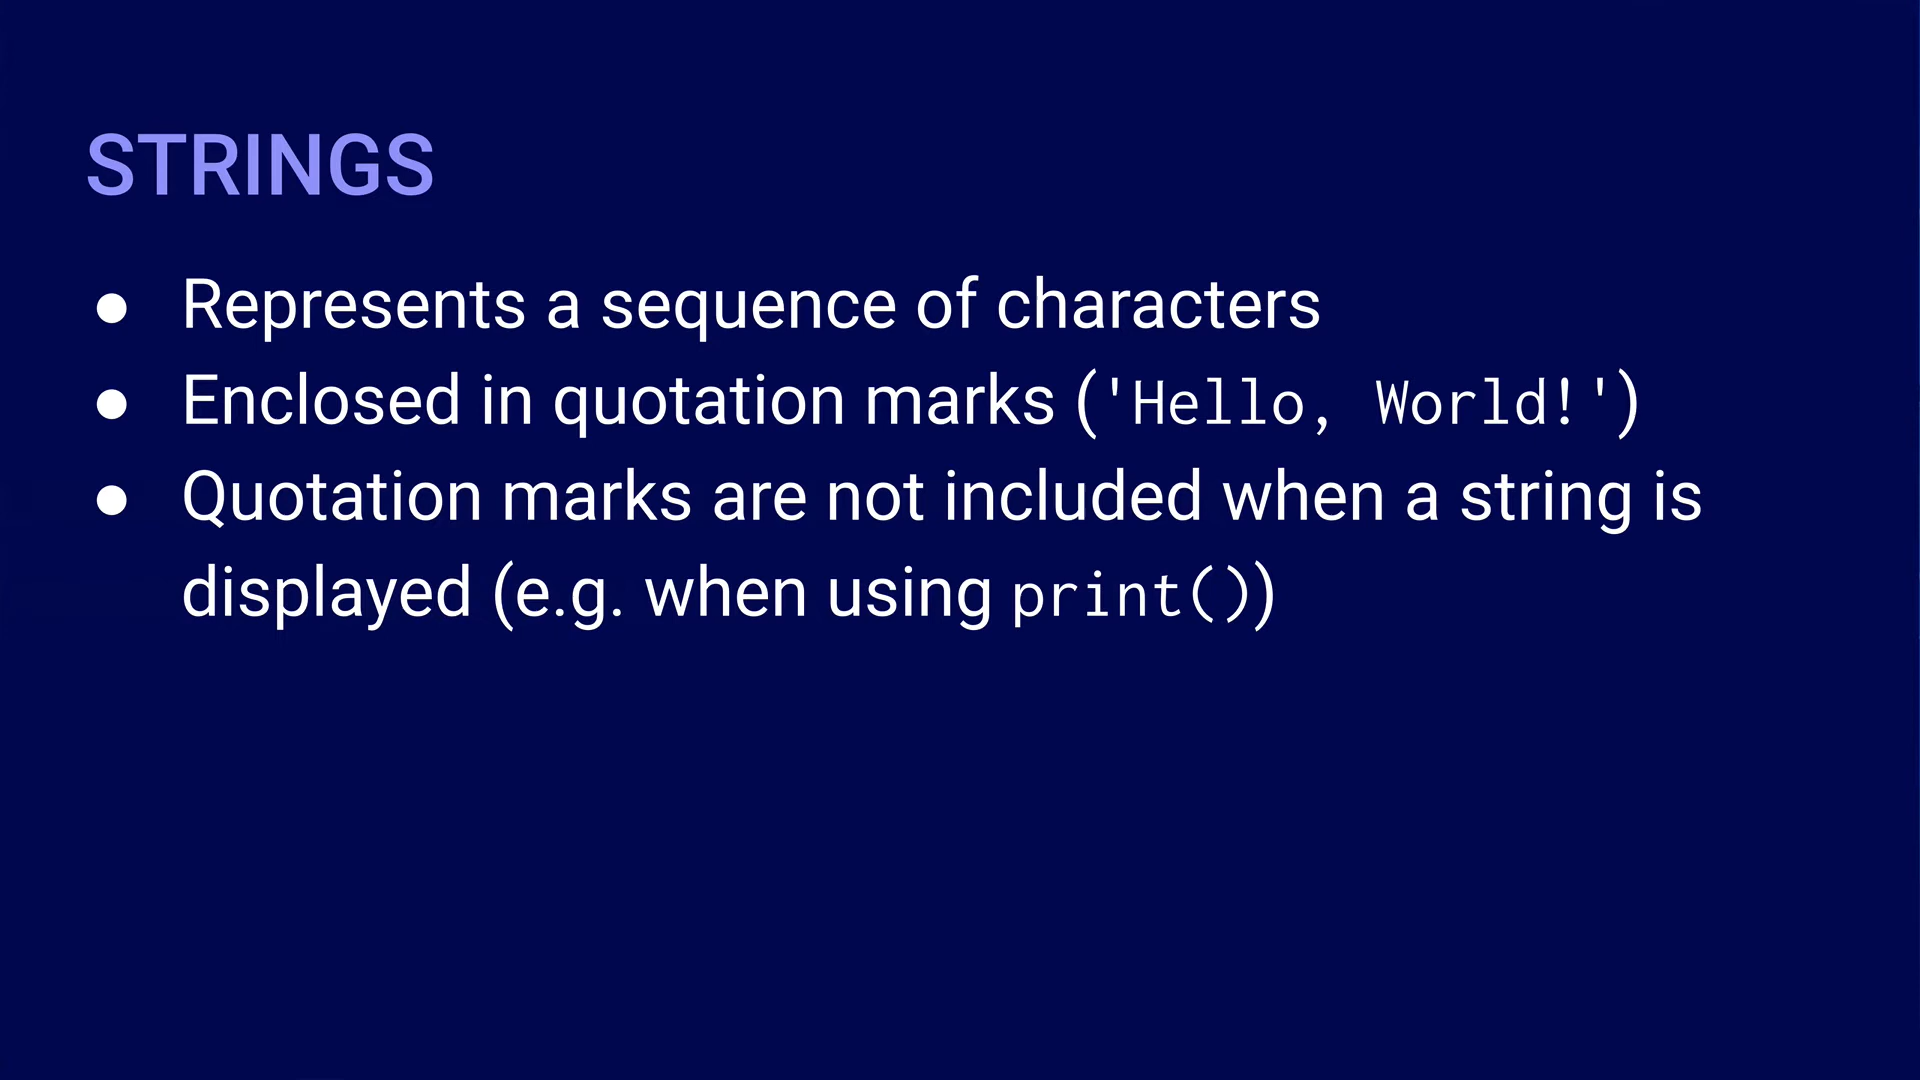 STRINGS
● Represents a sequence of characters
● Enclosed in quotation marks ('Hello, World!')
● Quotation marks are not included when a string is
displayed (e.g. when using print())